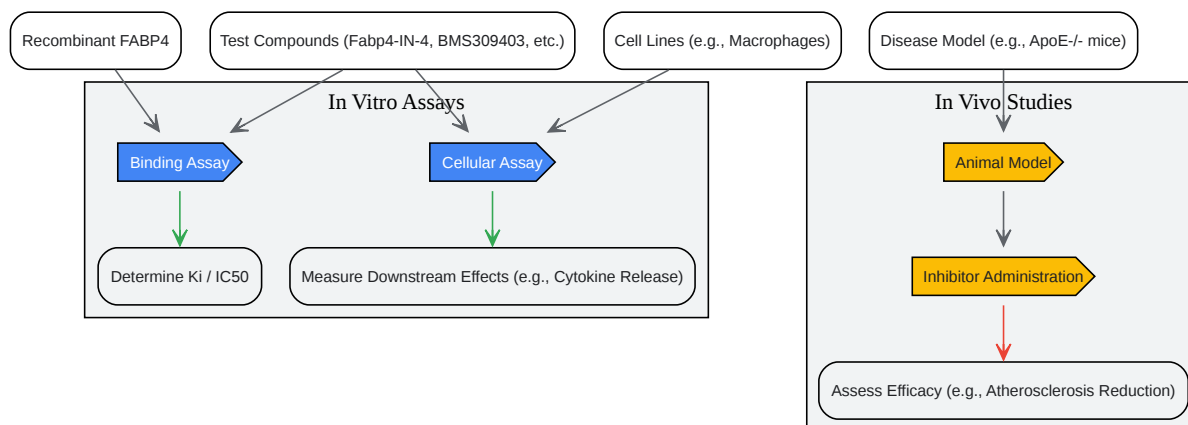 Recombinant FABP4
Test Compounds (Fabp4-IN-4, BMS309403, etc.)
Cell Lines (e.g., Macrophages)
Disease Model (e.g., ApoE-/- mice)
In Vitro Assays
In Vivo Studies
Binding Assay
Cellular Assay
Animal Model
Determine Ki / IC50
Measure Downstream Effects (e.g., Cytokine Release)
Inhibitor Administration
Assess Efficacy (e.g., Atherosclerosis Reduction)